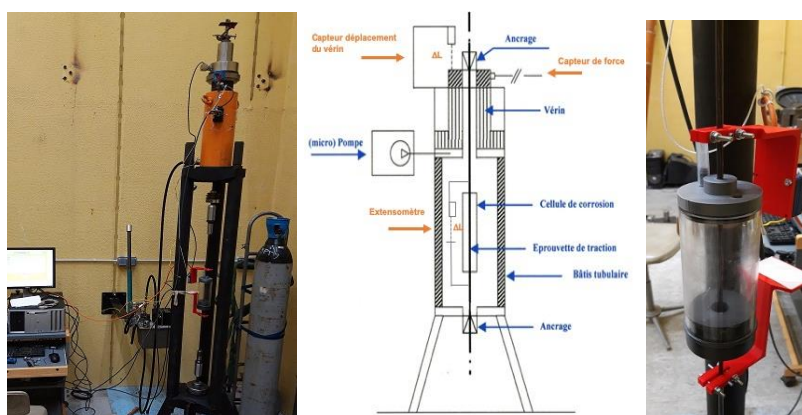 Capteur déplacement
du vérin
ΔL
Ancrage
Capteur de force
Vérin
(micro) Pompe
Extensomètre
ΔL
Cellule de corrosion
Eprouvette de traction
Bâtis tubulaire
Ancrage